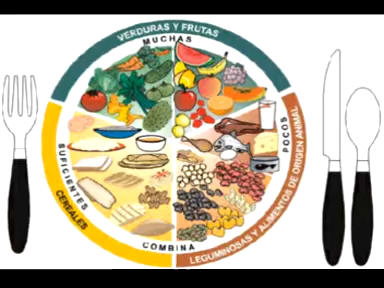 VERDURAS Y FRUTAS
MUCHAS
SUFICIENTES
CEREALES
COMBINA
POCOS
LEGUMINOSAS Y ALIMENTOS DE ORIGEN ANIMAL